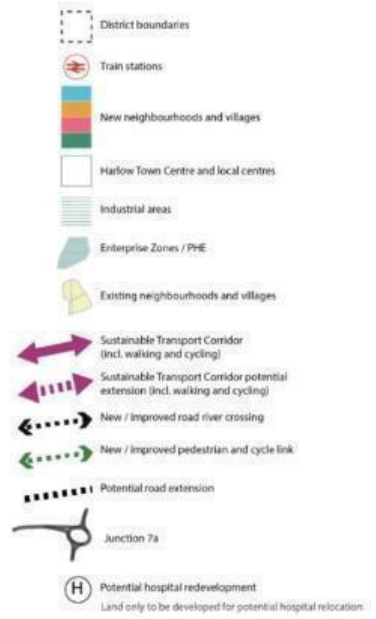 District boundaries
Train stations
New neighbourhoods and villages
Harlow Town Centre and local centres
Industrial areas
Enterprise Zones / PHE
Existing neighbourhoods and villages
Sustainable Transport Corridor
(incl. walking and cycling)
Sustainable Transport Corridor potential
extension (incl. walking and cycling)
New / Improved road river crossing
New / Improved pedestrian and cycle link
Potential road extension
Junction 7a
H Potential hospital redevelopment
Land only to be developed for potential hospital relocation